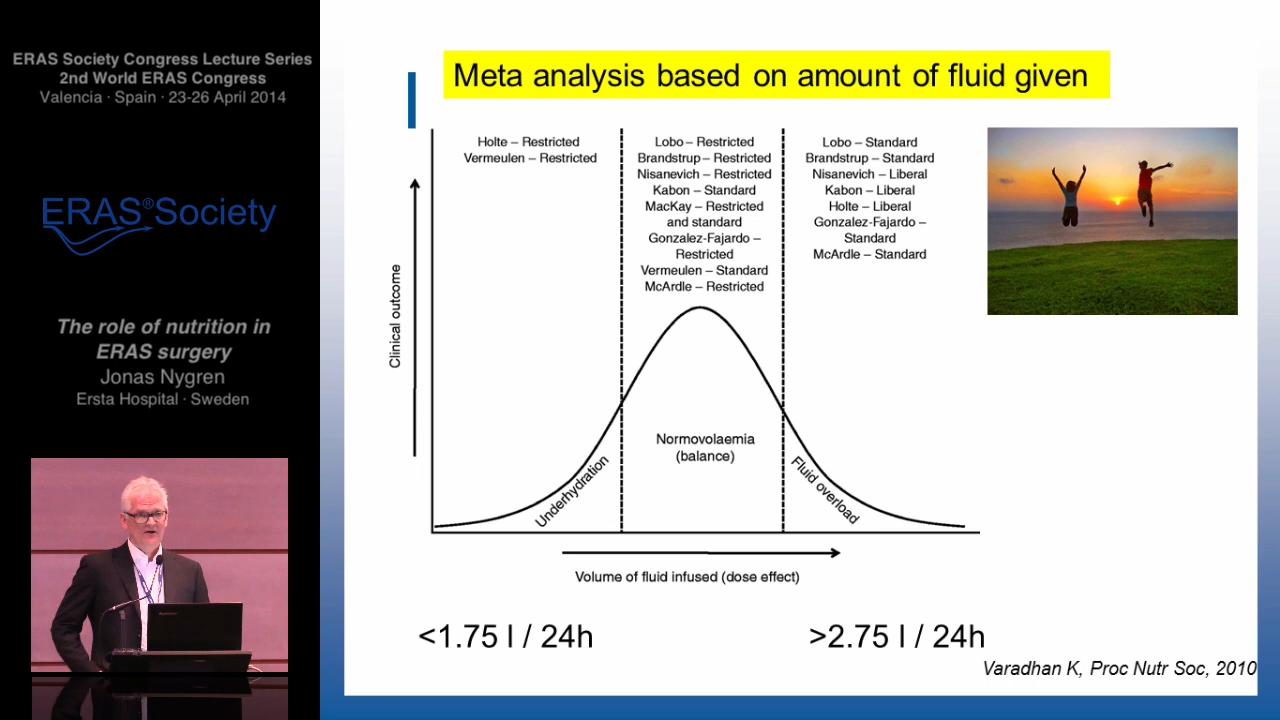 ERAS Society Congress Lecture Series
2nd World ERAS Congress
Valencia · Spain · 23-26 April 2014
ERAS®Society
The role of nutrition in
ERAS surgery
Jonas Nygren
Ersta Hospital · Sweden
Meta analysis based on amount of fluid given
Holte – Restricted
Vermeulen – Restricted
Lobo – Restricted
Brandstrup – Restricted
Nisanevich – Restricted
Kabon – Standard
MacKay – Restricted
and standard
Gonzalez-Fajardo –
Restricted
Vermeulen – Standard
McArdle – Restricted
Lobo – Standard
Brandstrup – Standard
Nisanevich – Liberal
Kabon – Liberal
Holte – Liberal
Gonzalez-Fajardo –
Standard
McArdle – Standard
Clinical outcome
Underhydration
Normovolaemia
(balance)
Fluid overload
Volume of fluid infused (dose effect)
<1.75 l / 24h
>2.75 l / 24h
Varadhan K, Proc Nutr Soc, 2010